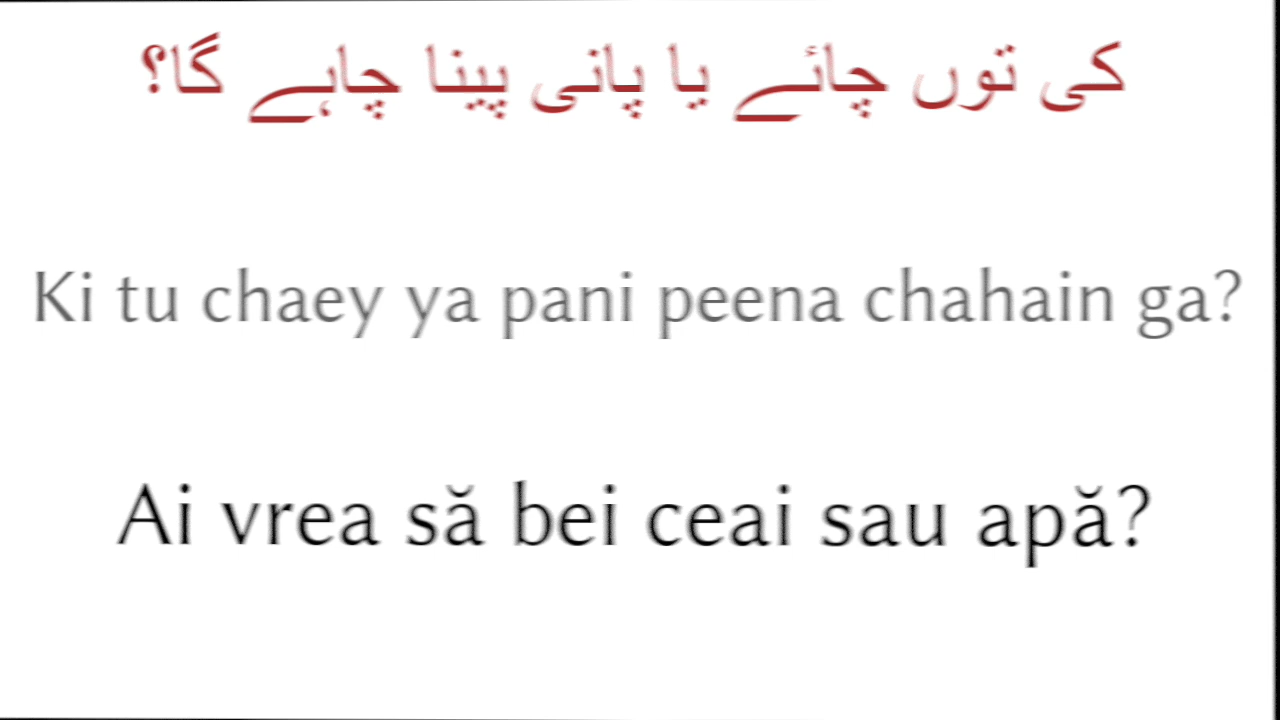 کی توں چائے یا پانی پینا چاہے گا؟
Ki tu chaey ya pani peena chahain ga?
Ai vrea să bei ceai sau apă?